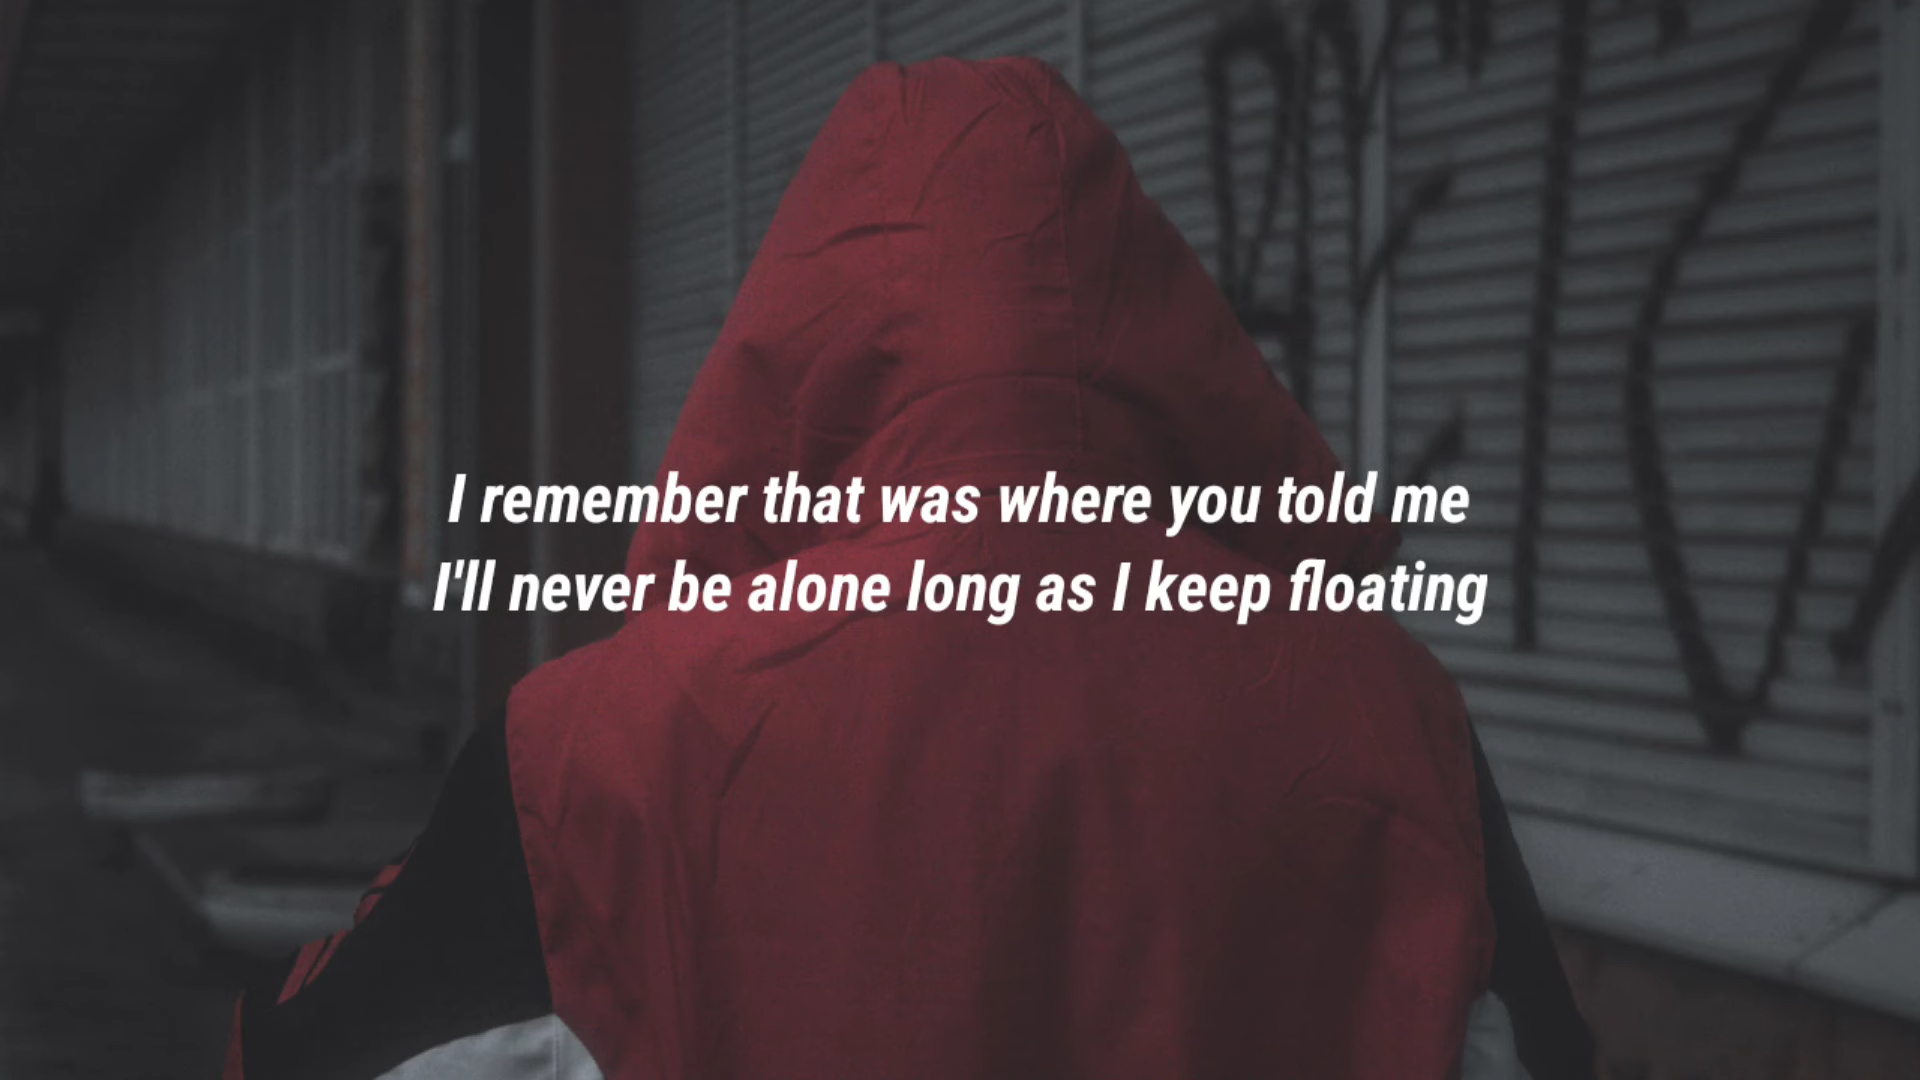 I remember that was where you told me
I'll never be alone long as I keep floating